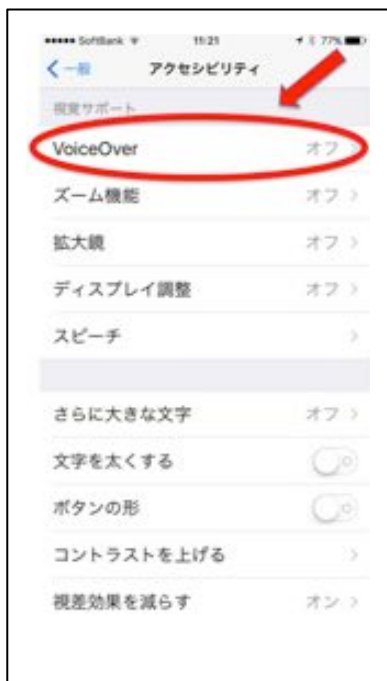 ●●●●● SoftBank 11:21 77%
く一般 アクセシビリティ
視覚サポート
VoiceOver オフ >
ズーム機能 オフ >
拡大鏡 オフ >
ディスプレイ調整 オフ >
スピーチ >
さらに大きな文字 オフ >
文字を太くする
ボタンの形
コントラストを上げる >
視差効果を減らす オン >